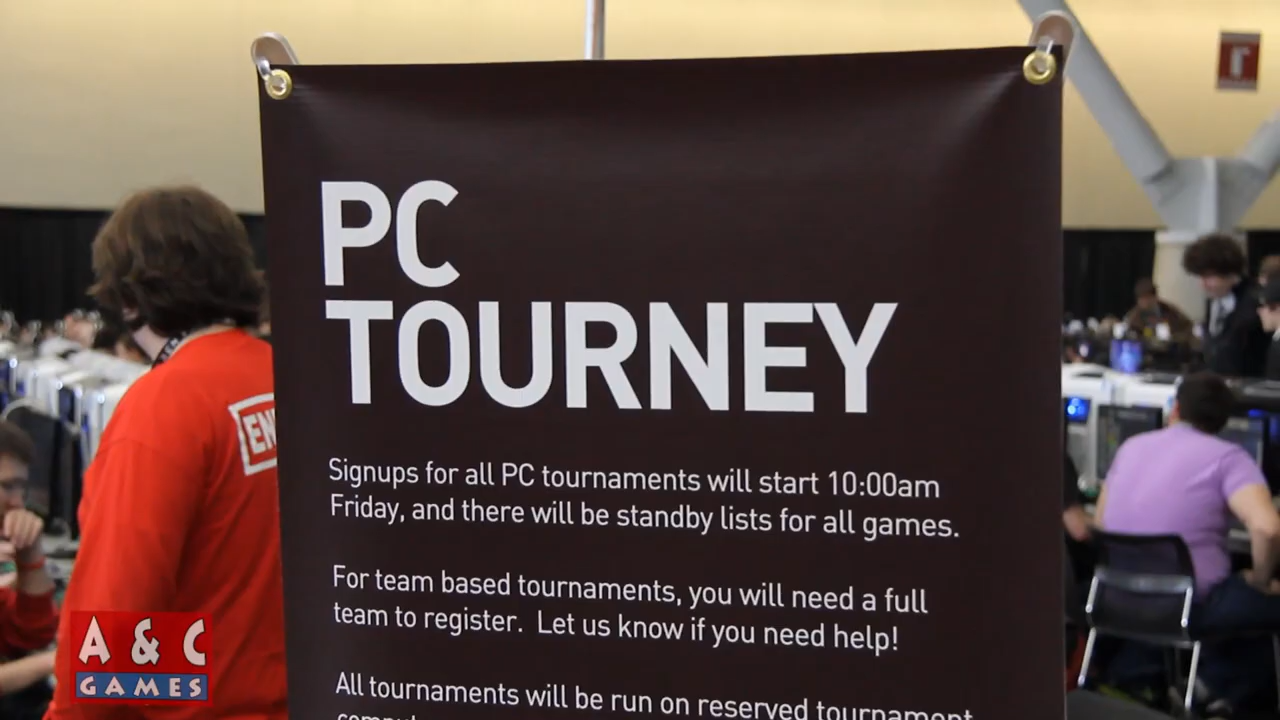 PC
TOURNEY
Signups for all PC tournaments will start 10:00am
Friday, and there will be standby lists for all games.
For team based tournaments, you will need a full
team to register. Let us know if you need help!
All tournaments will be run on reserved tournament
EN
A & C
GAMES